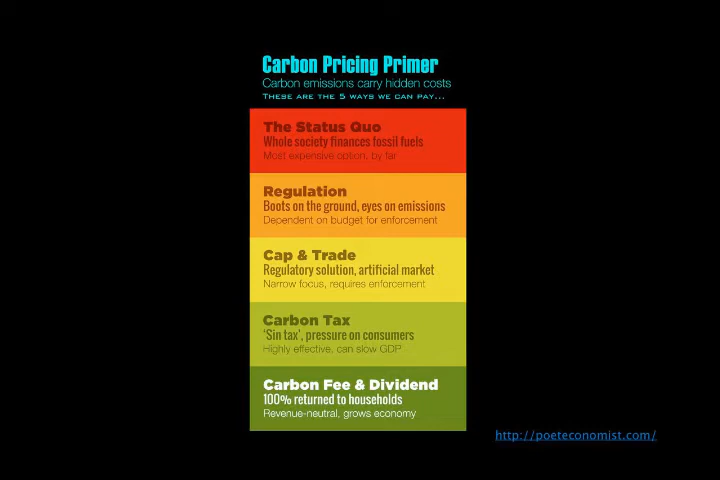 Carbon Pricing Primer
Carbon emissions carry hidden costs
These are the 5 ways we can pay...
The Status Quo
Whole society finances fossil fuels
Most expensive option, by far
Regulation
Boots on the ground, eyes on emissions
Dependent on budget for enforcement
Cap & Trade
Regulatory solution, artificial market
Narrow focus, requires enforcement
Carbon Tax
'Sin tax', pressure on consumers
Highly effective, can slow GDP
Carbon Fee & Dividend
100% returned to households
Revenue-neutral, grows economy
http://poeteconomist.com/